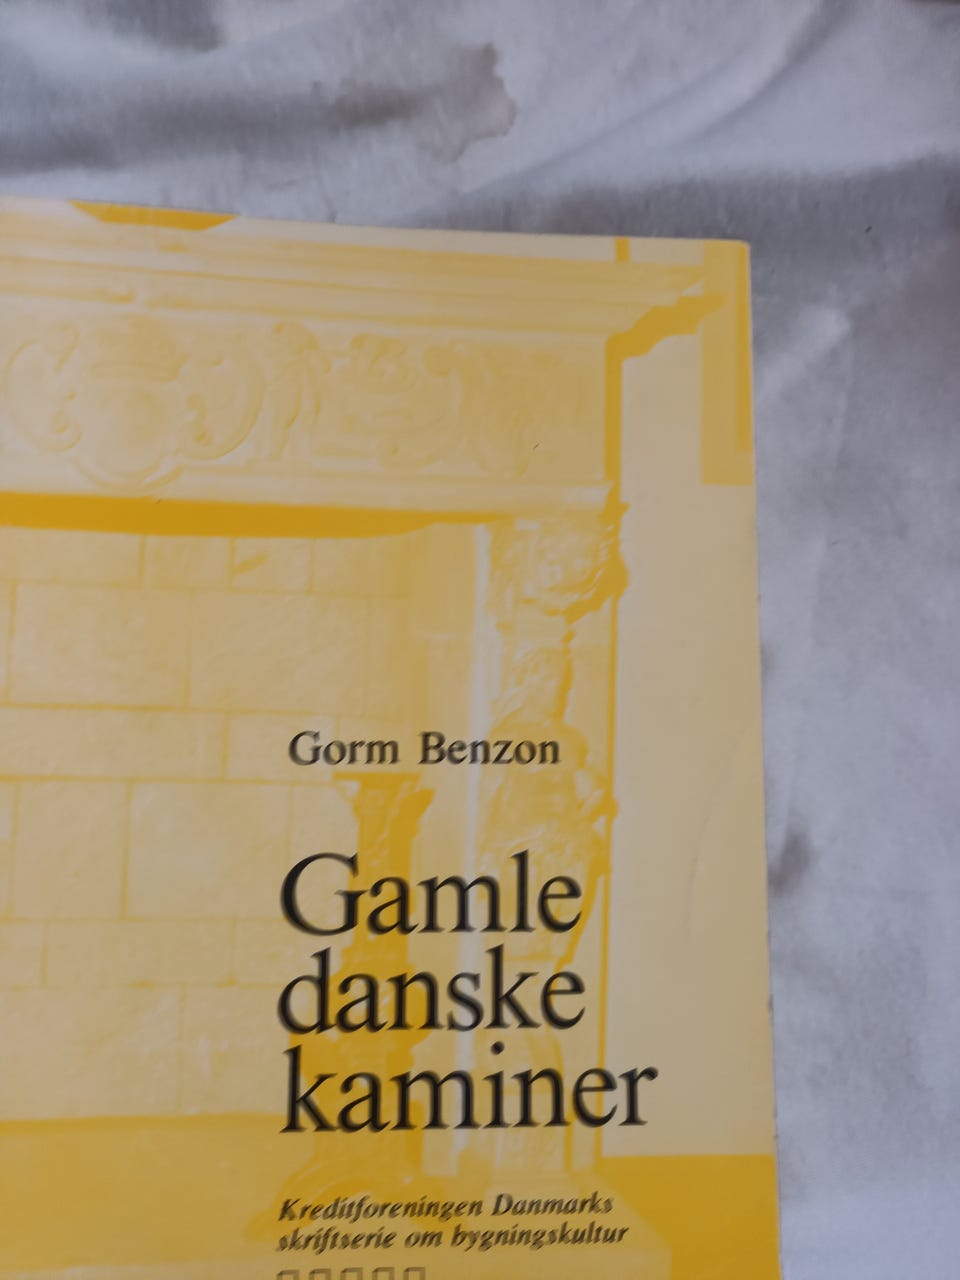 Gorm Benzon
Gamle
danske
kaminer
Kreditforeningen Danmarks
skriftserie om bygningskultur